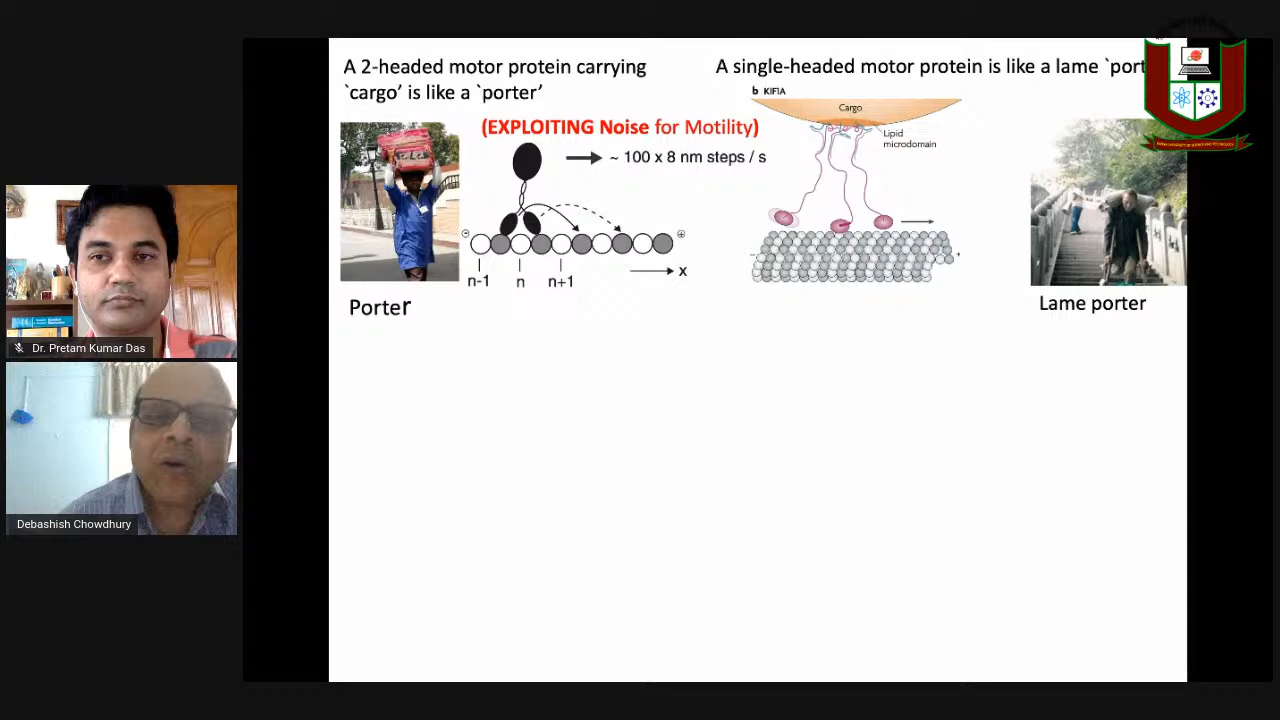 A 2-headed motor protein carrying
`cargo' is like a `porter'
A single-headed motor protein is like a lame `port
b KIF1A
(EXPLOITING Noise for Motility)
~ 100 x 8 nm steps / s
Cargo
Lipid
microdomain
n-1
n
n+1
x
Porter
Lame porter
Dr. Pretam Kumar Das
Debashish Chowdhury